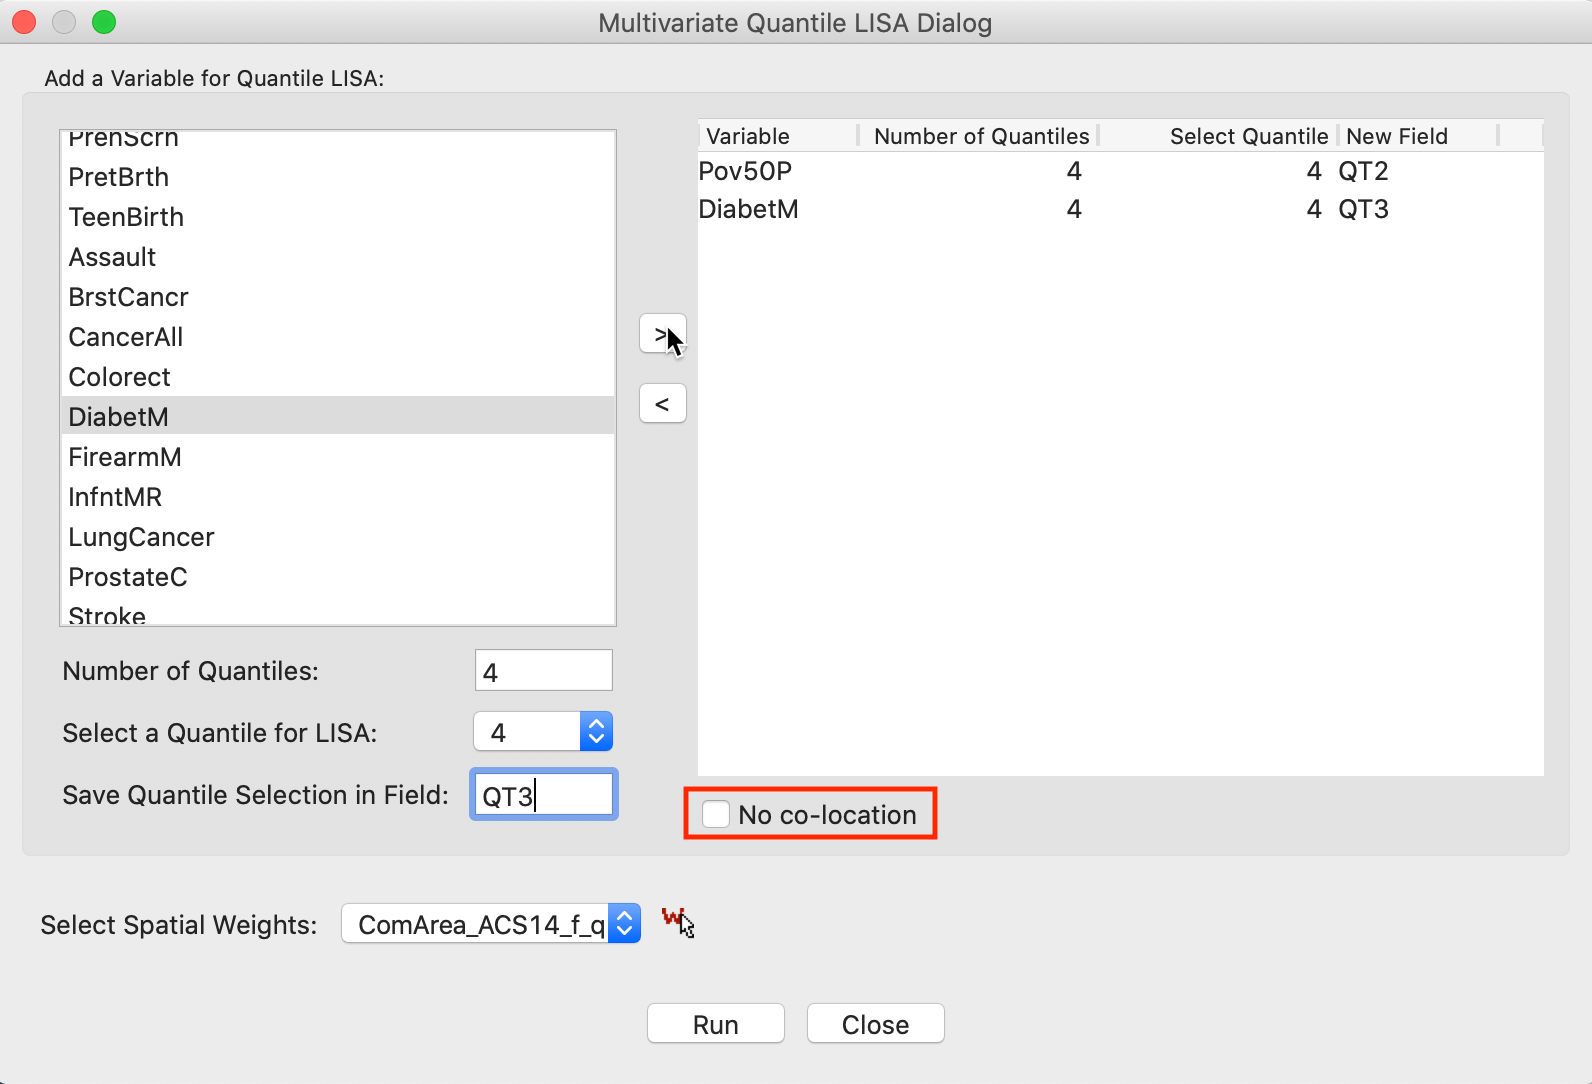 Multivariate Quantile LISA Dialog
Add a Variable for Quantile LISA:
PrenScrn
PretBrth
TeenBirth
Assault
BrstCancr
CancerAll
Colorect
DiabetM
FirearmM
InfntMR
LungCancer
ProstateC
Stroke
>
<
Variable Number of Quantiles Select Quantile New Field
Pov50P 4 4 QT2
DiabetM 4 4 QT3
Number of Quantiles: 4
Select a Quantile for LISA: 4
Save Quantile Selection in Field: QT3
No co-location
Select Spatial Weights: ComArea_ACS14_f_q
W
Run Close